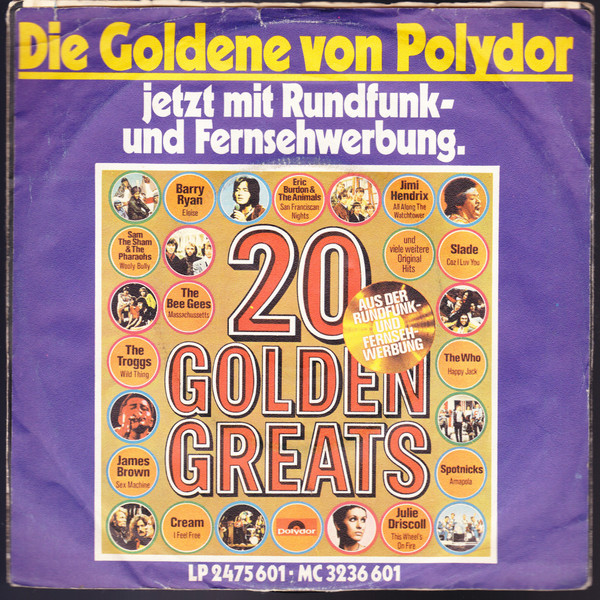 Die Goldene von Polydor
jetzt mit Rundfunk-
und Fernsehwerbung.
Barry
Ryan
Eloise
Eric
Burdon &
The Animals
San Franciscan
Nights
Jimi
Hendrix
All Along The
Watchtower
Sam
The Sham
& The
Pharaohs
Wooly Bully
und
viele weitere
Original
Hits
Slade
Coz I Luv You
20
GOLDEN
GREATS
The
Bee Gees
Massachussetts
AUS DER
RUNDFUNK-
UND
FERNSEH-
WERBUNG
The
Troggs
Wild Thing
The Who
Happy Jack
James
Brown
Sex Machine
Spotnicks
Amapola
Cream
I Feel Free
Polydor
Julie
Driscoll
This Wheel's
On Fire
LP 2475 601 · MC 3236 601